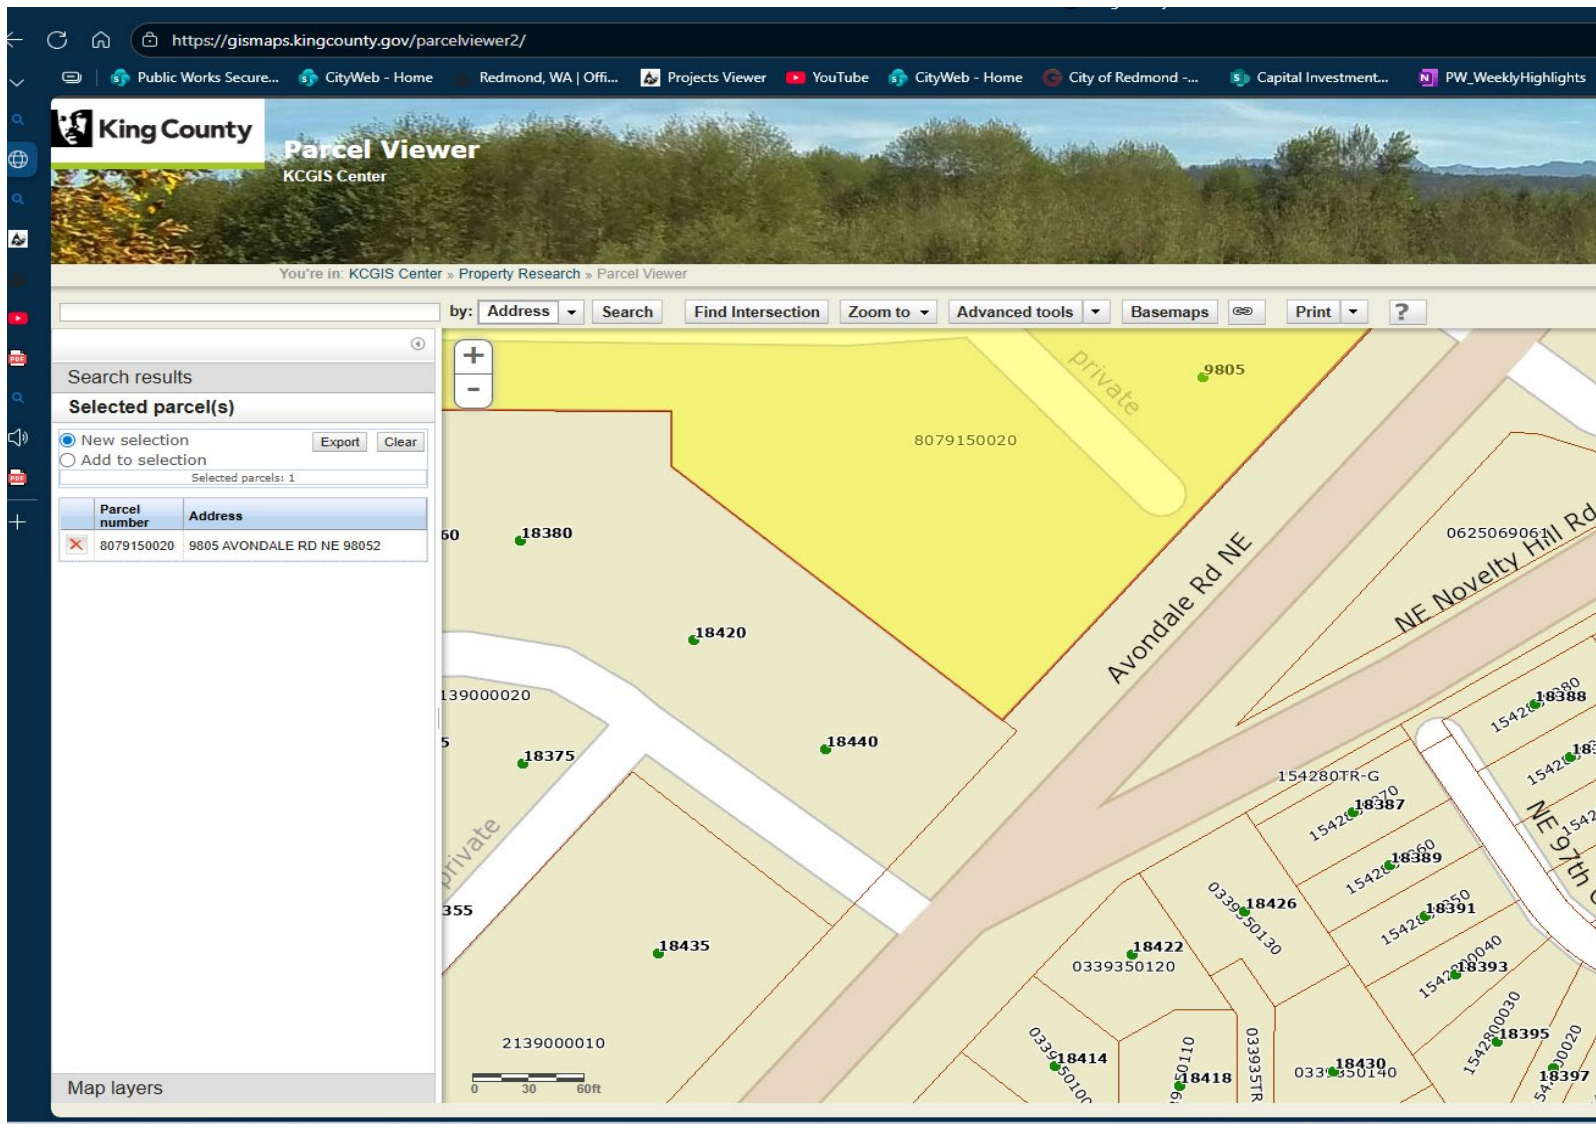 https://gismaps.kingcounty.gov/parcelviewer2/
Public Works Secure... CityWeb - Home Redmond, WA | Offi... Projects Viewer YouTube CityWeb - Home City of Redmond -... Capital Investment... PW_WeeklyHighlights
King County
Parcel Viewer
KCGIS Center
You're in: KCGIS Center » Property Research » Parcel Viewer
by: Address Search Find Intersection Zoom to Advanced tools Basemaps Print ?
Search results
Selected parcel(s)
New selection Export Clear
Add to selection
Selected parcels: 1
Parcel number Address
8079150020 9805 AVONDALE RD NE 98052
Map layers
+
-
private
9805
8079150020
60
18380
0625069061
NE Novelty Hill Rd
Avondale Rd NE
18420
139000020
18388
5
18375
18440
154280TR-G
18387
NE 97th
private
18389
355
18426
0339350130
18391
18435
18422
0339350120
18393
1542800040
1542800030
18395
2139000010
18414
18418
033935TR
18430
18397
0 30 60ft